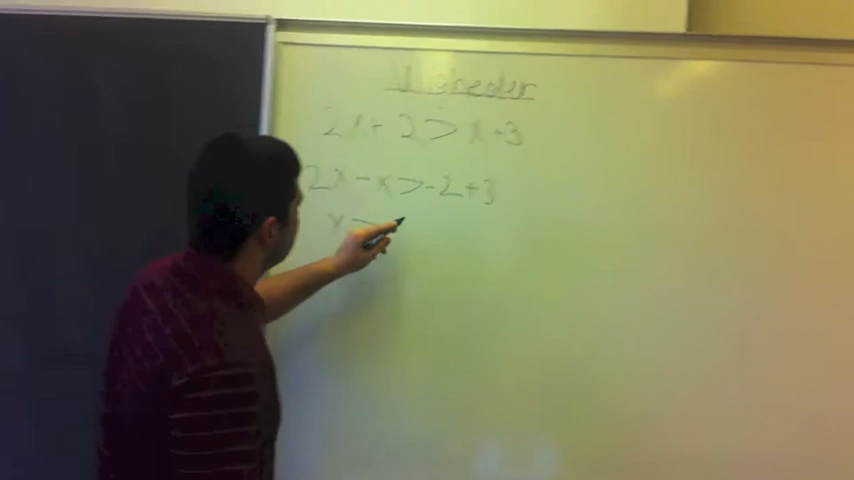 Ulikheder
2x + 2 > x + 3
2x - x > -2 + 3
x